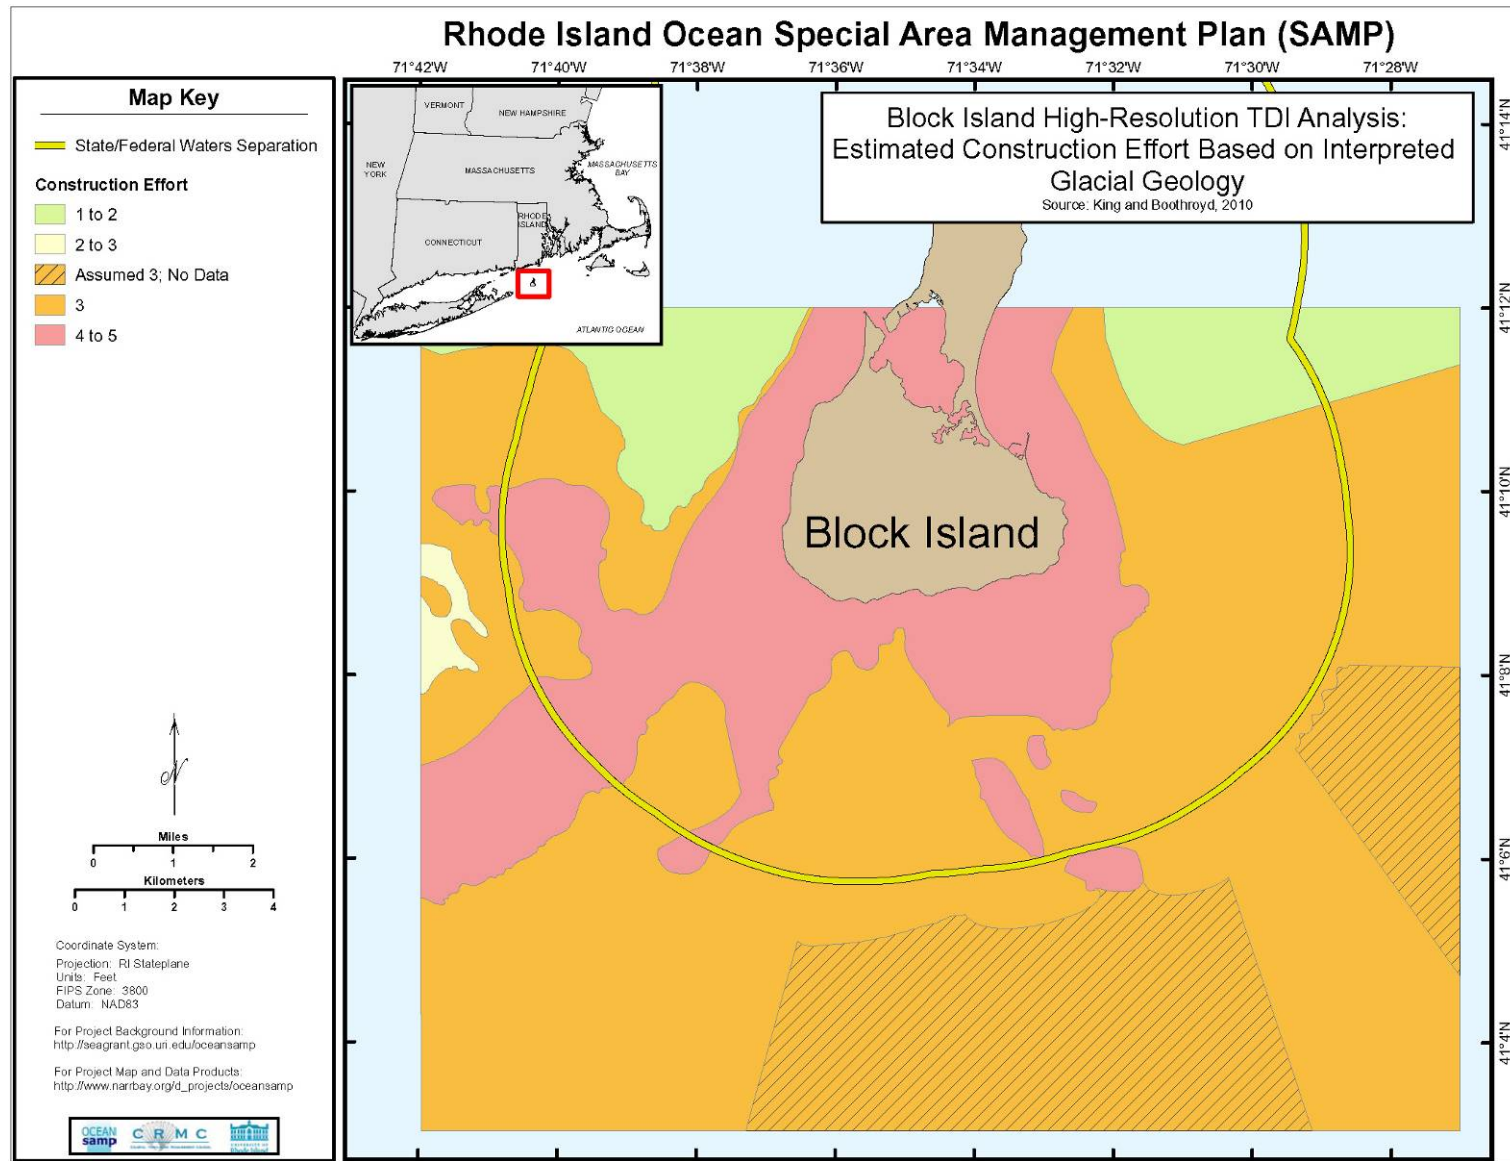 Rhode Island Ocean Special Area Management Plan (SAMP)
71°42'W 71°40'W 71°38'W 71°36'W 71°34'W 71°32'W 71°30'W 71°28'W
Map Key
State/Federal Waters Separation
Construction Effort
1 to 2
2 to 3
Assumed 3; No Data
3
4 to 5
N
Miles
0 1 2
Kilometers
0 1 2 3 4
Coordinate System:
Projection: RI Stateplane
Units: Feet
FIPS Zone: 3800
Datum: NAD83
For Project Background Information:
http://seagrant.gso.uri.edu/oceansamp
For Project Map and Data Products:
http://www.narrbay.org/d_projects/oceansamp
OCEAN
samp
CRMC
VERMONT
NEW HAMPSHIRE
NEW
YORK
MASSACHUSETTS
MASSACHUSETTS
BAY
RHODE
ISLAND
CONNECTICUT
ATLANTIC OCEAN
Block Island High-Resolution TDI Analysis:
Estimated Construction Effort Based on Interpreted
Glacial Geology
Source: King and Boothroyd, 2010
Block Island
41°14'N
41°12'N
41°10'N
41°8'N
41°6'N
41°4'N